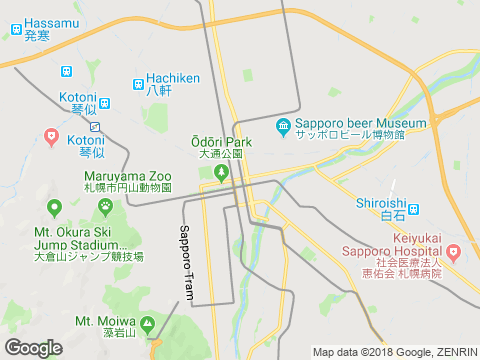 Hassamu
発寒
Hachiken
八軒
Kotoni
琴似
Kotoni
琴似
Sapporo beer Museum
サッポロビール博物館
Ōdōri Park
大通公園
Maruyama Zoo
札幌市円山動物園
Shiroishi
白石
Mt. Okura Ski
Jump Stadium...
大倉山ジャンプ競技場
Sapporo Tram
Keiyukai
Sapporo Hospital
社会医療法人
恵佑会 札幌病院
Mt. Moiwa
藻岩山
Google
Map data ©2018 Google, ZENRIN